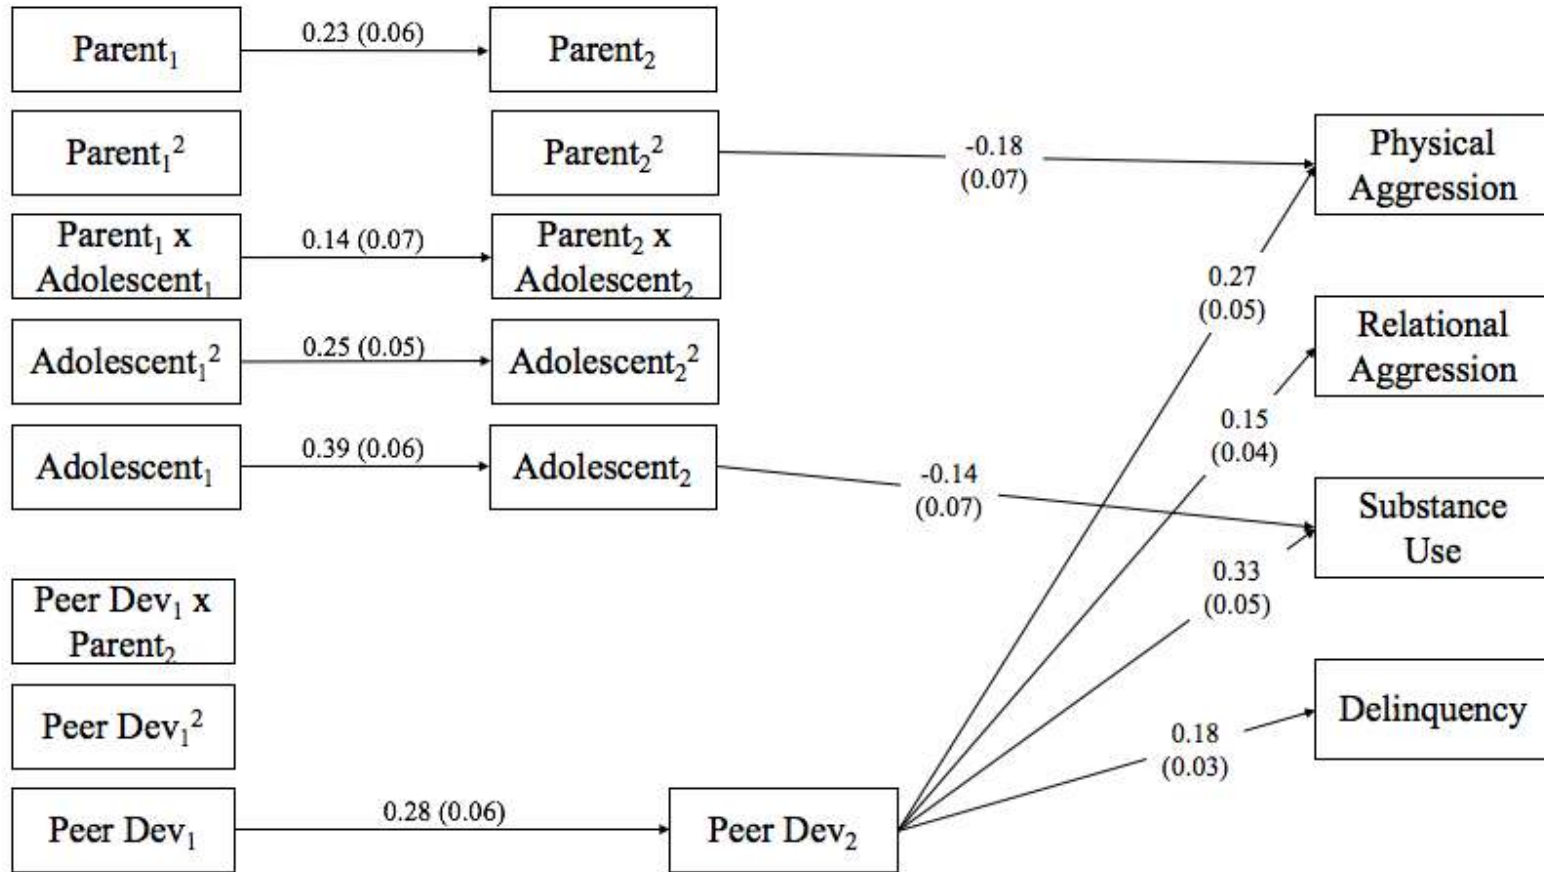 Parent₁
0.23 (0.06)
Parent₂
Parent₁²
Parent₂²
-0.18
(0.07)
Physical
Aggression
Parent₁ x
Adolescent₁
0.14 (0.07)
Parent₂ x
Adolescent₂
0.27
(0.05)
Relational
Aggression
Adolescent₁²
0.25 (0.05)
Adolescent₂²
0.15
(0.04)
Adolescent₁
0.39 (0.06)
Adolescent₂
-0.14
(0.07)
Substance
Use
Peer Dev₁ x
Parent₂
0.33
(0.05)
Peer Dev₁²
0.18
(0.03)
Delinquency
Peer Dev₁
0.28 (0.06)
Peer Dev₂